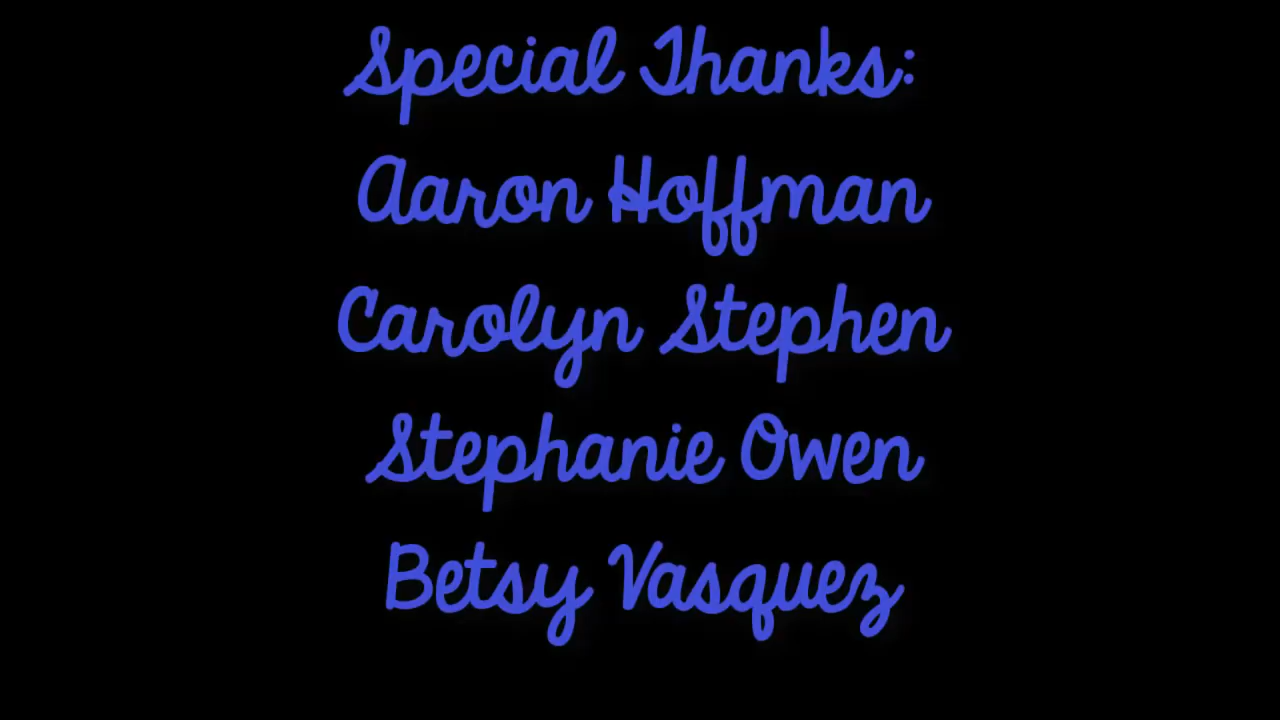 Special Thanks:
Aaron Hoffman
Carolyn Stephen
Stephanie Owen
Betsy Vasquez